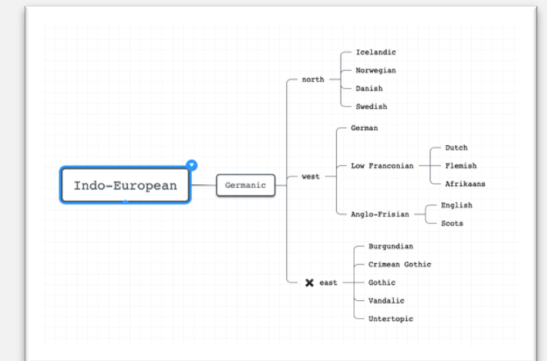 Indo-European
Germanic
north
Icelandic
Norwegian
Danish
Swedish
west
German
Low Franconian
Dutch
Flemish
Afrikaans
Anglo-Frisian
English
Scots
✖ east
Burgundian
Crimean Gothic
Gothic
Vandalic
Untertopic